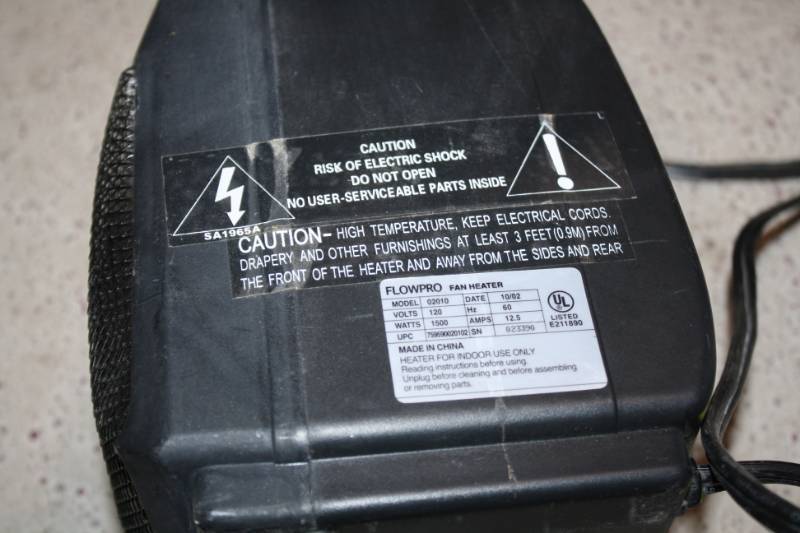 CAUTION
RISK OF ELECTRIC SHOCK
DO NOT OPEN
NO USER-SERVICEABLE PARTS INSIDE
SA1965A
CAUTION- HIGH TEMPERATURE, KEEP ELECTRICAL CORDS.
DRAPERY AND OTHER FURNISHINGS AT LEAST 3 FEET(0.9M)FROM
THE FRONT OF THE HEATER AND AWAY FROM THE SIDES AND REAR
FLOWPRO FAN HEATER
MODEL 02010 DATE 10/02
VOLTS 120 Hz 60
WATTS 1500 AMPS 12.5
UPC 759690020102 SN 023390
UL
LISTED
E211890
MADE IN CHINA
HEATER FOR INDOOR USE ONLY
Reading instructions before using.
Unplug before cleaning and before assembling
or removing parts.